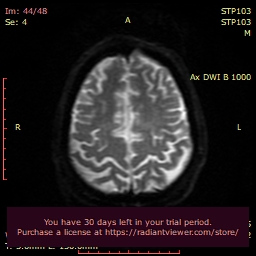 Im: 44/48
Se: 4
A
STP103
STP103
M
Ax DWI B 1000
R
L
You have 30 days left in your trial period.
Purchase a license at https://radiantviewer.com/store/